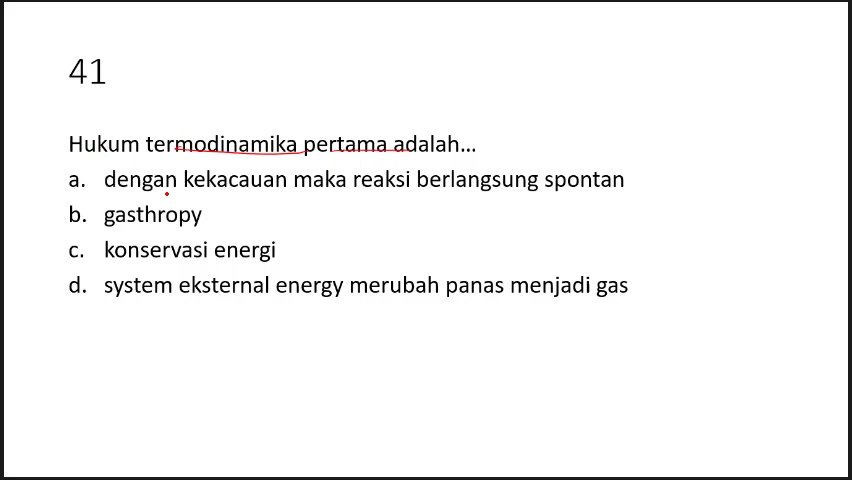 41
Hukum termodinamika pertama adalah...
a. dengan kekacauan maka reaksi berlangsung spontan
b. gasthropy
c. konservasi energi
d. system eksternal energy merubah panas menjadi gas